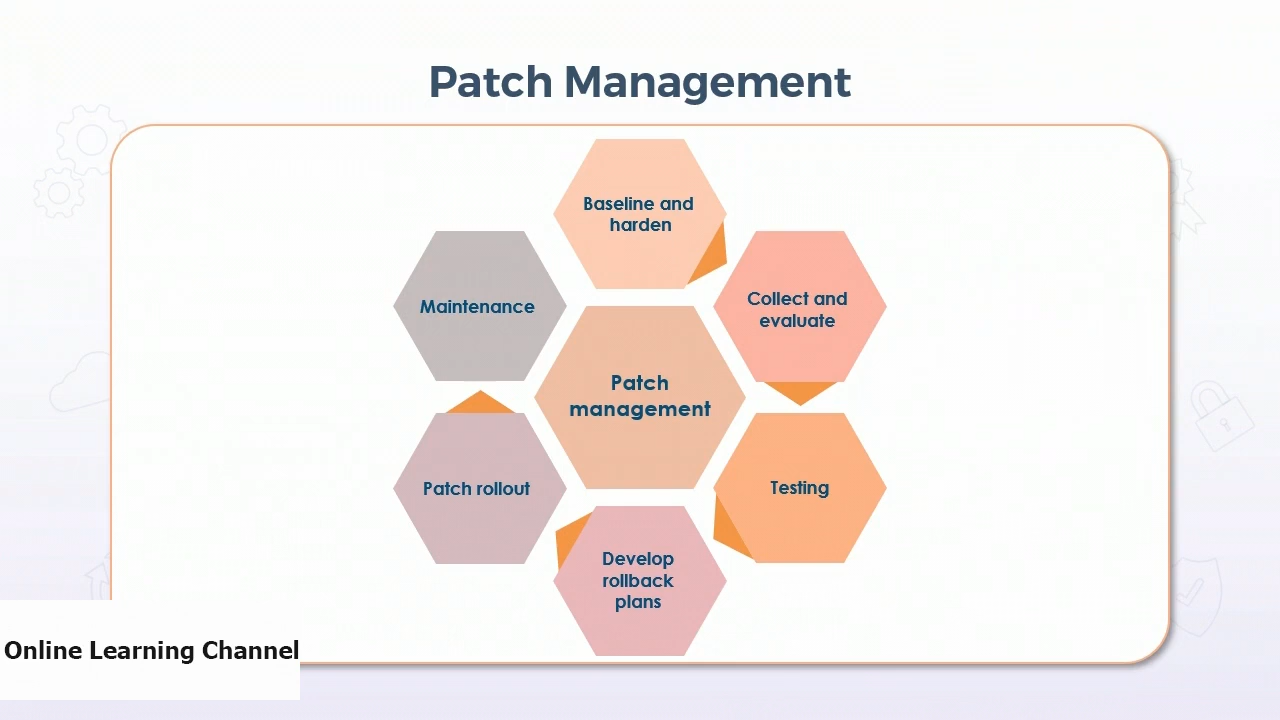 Patch Management
Baseline and
harden
Collect and
evaluate
Testing
Develop
rollback
plans
Patch rollout
Maintenance
Patch
management
Online Learning Channel